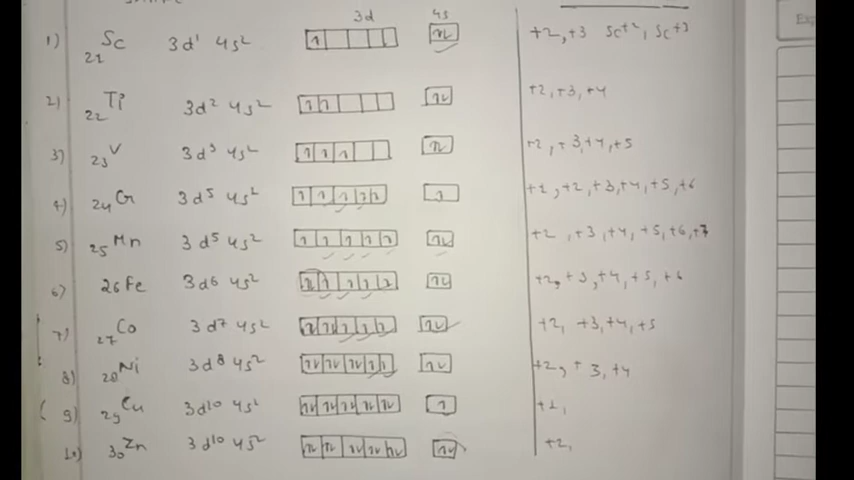 3d 4s
1) 21Sc 3d¹ 4s² +2,+3 Sc+2, Sc+3
2) 22Ti 3d² 4s² +2,+3,+4
3) 23V 3d³ 4s² +2,+3,+4,+5
4) 24Cr 3d⁵ 4s² +1,+2,+3,+4,+5,+6
5) 25Mn 3d⁵ 4s² +2,+3,+4,+5,+6,+7
6) 26Fe 3d⁶ 4s² +2,+3,+4,+5,+6
7) 27Co 3d⁷ 4s² +2,+3,+4,+5
8) 28Ni 3d⁸ 4s² +2,+3,+4
9) 29Cu 3d¹⁰ 4s¹ +1,
10) 30Zn 3d¹⁰ 4s² +2,